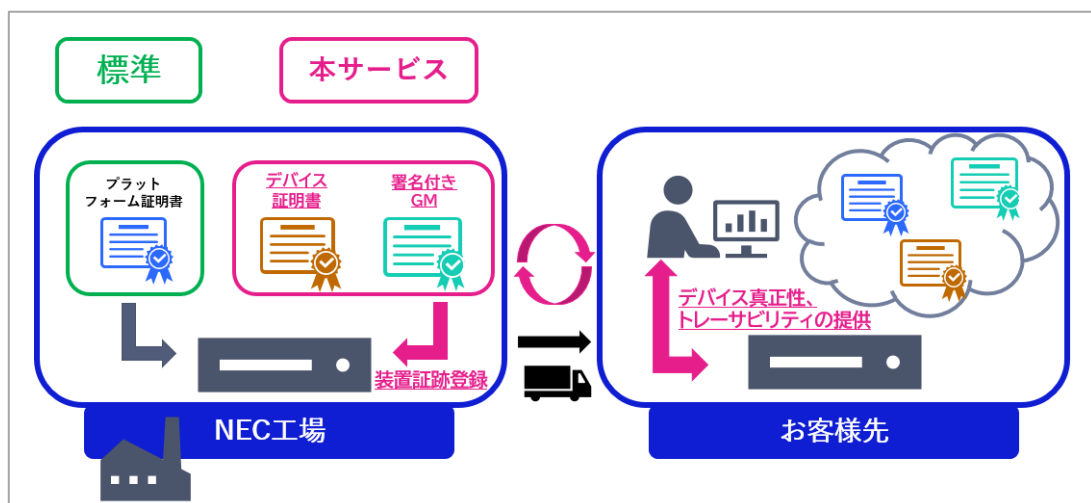 標準
本サービス
プラット
フォーム証明書
デバイス
証明書
署名付き
GM
装置証跡登録
NEC工場
デバイス真正性、
トレーサビリティの提供
お客様先